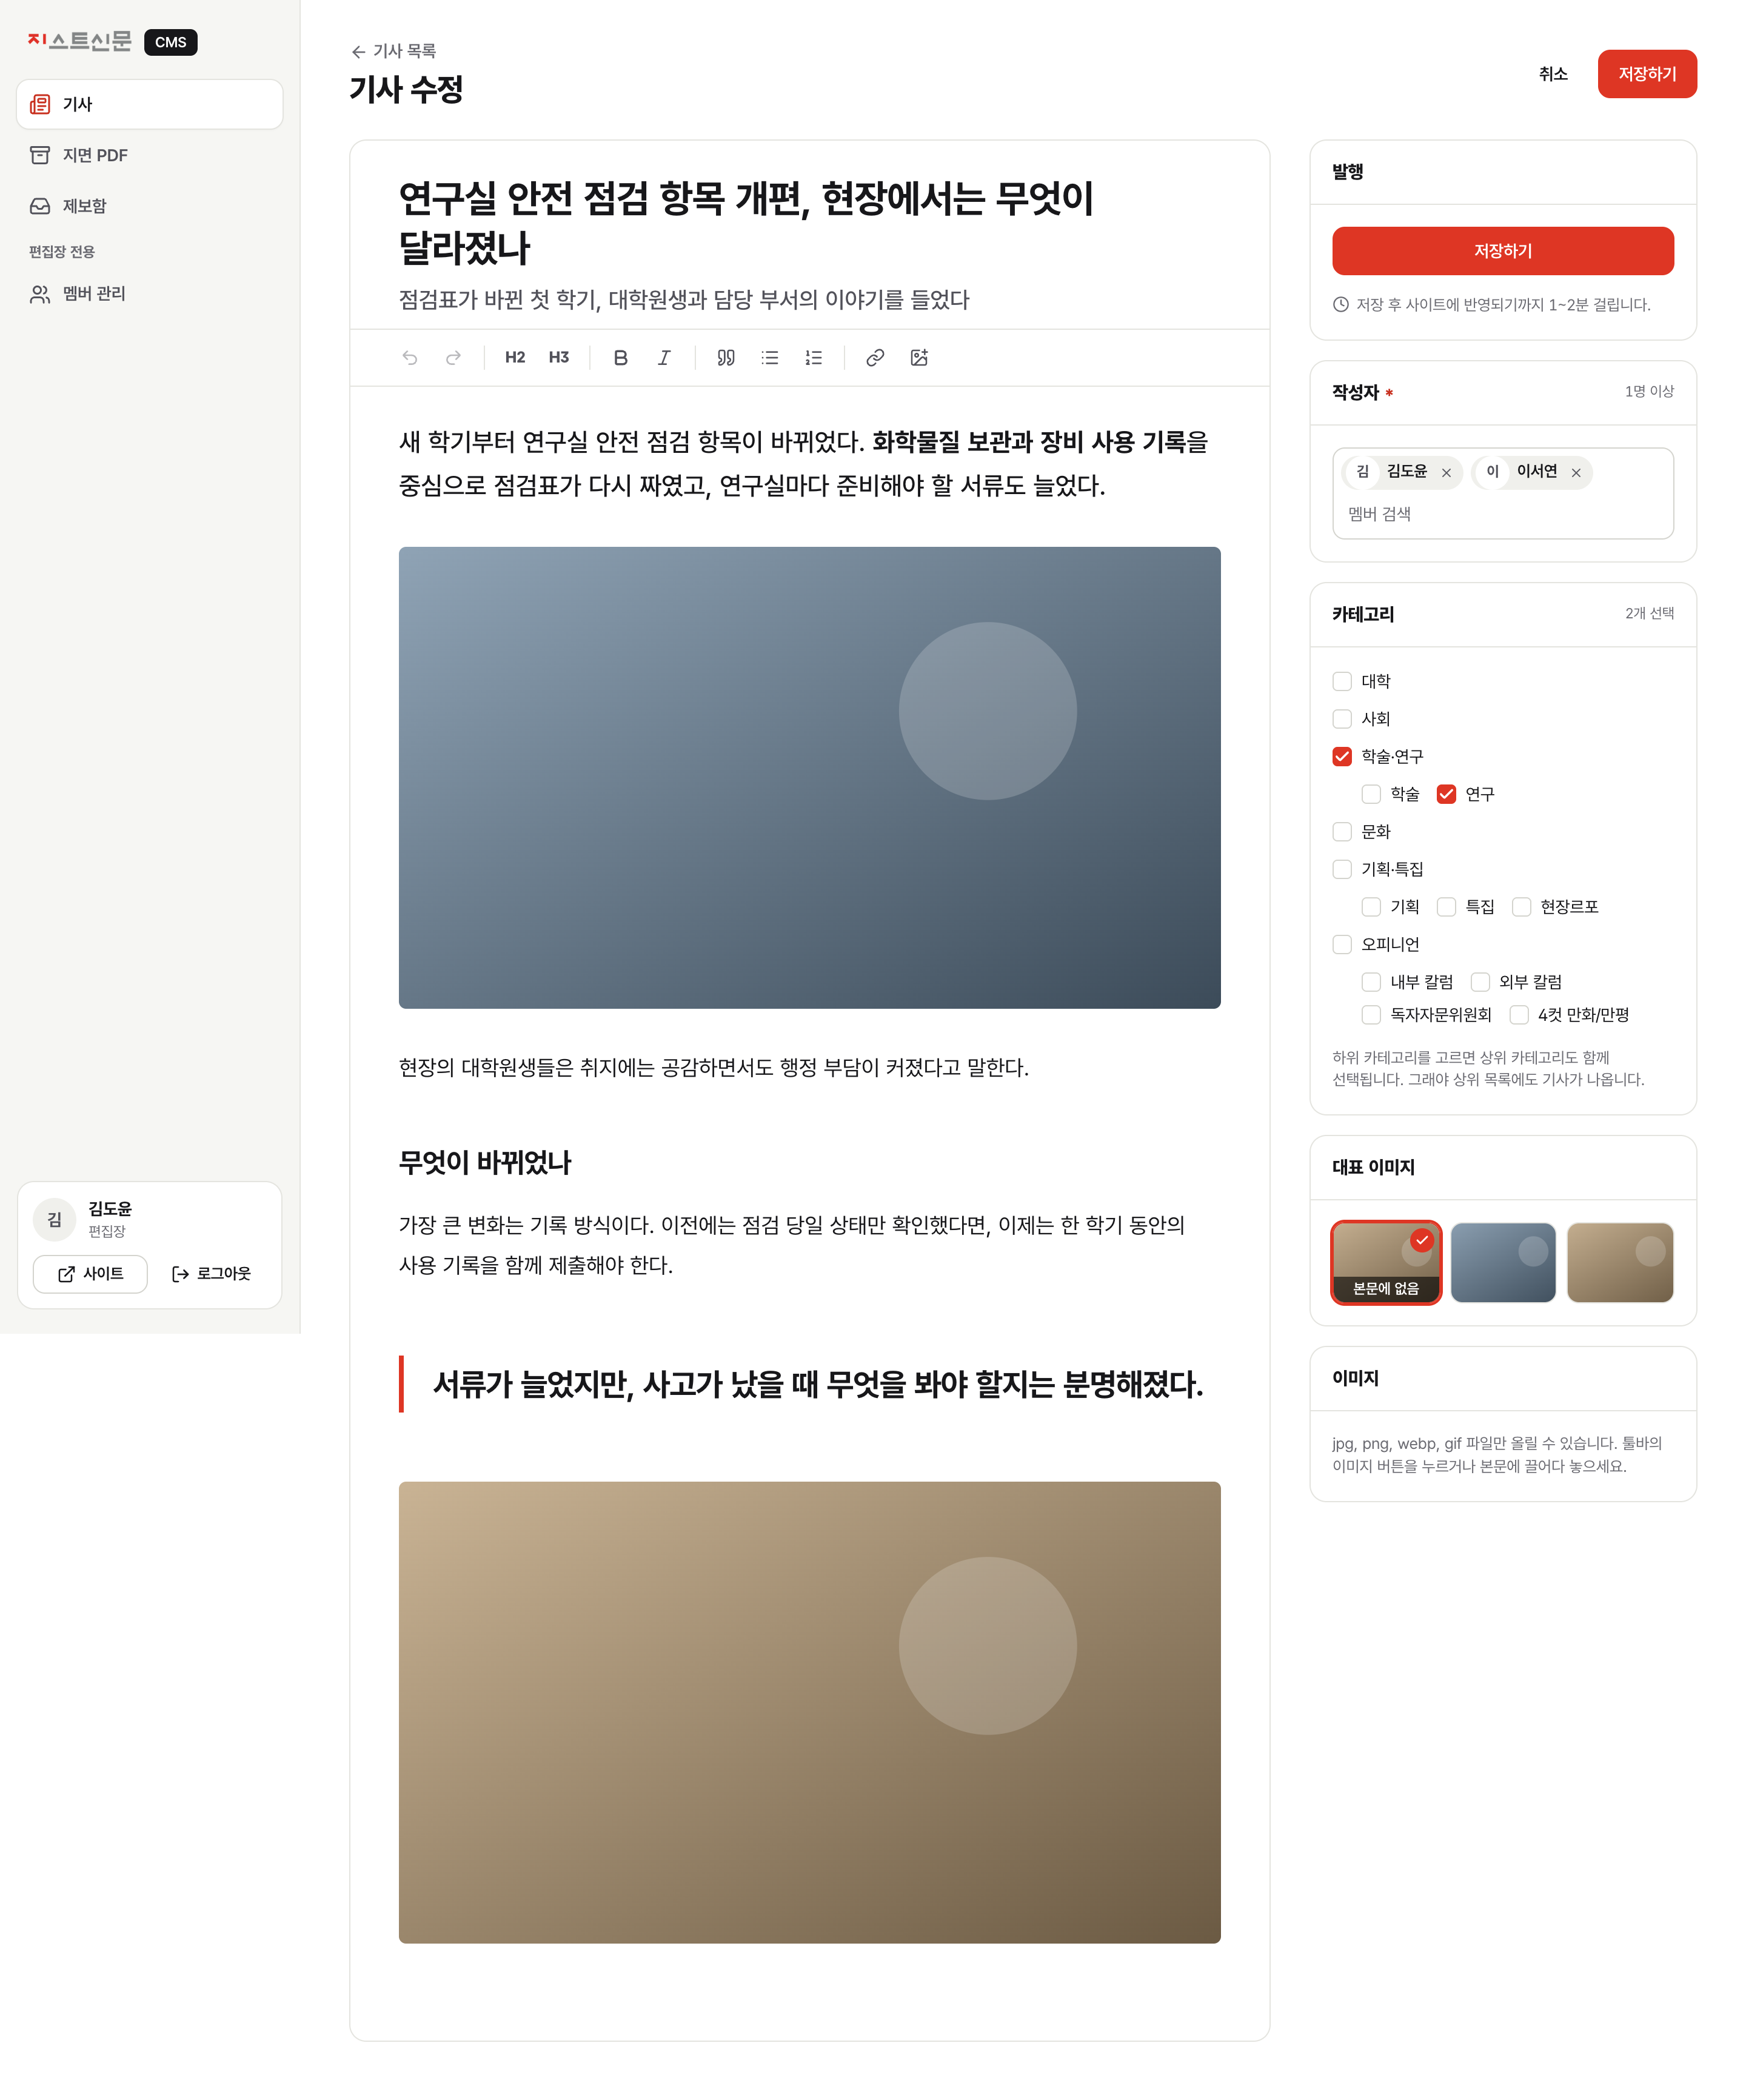 지스트신문 CMS
기사
지면 PDF
제보함
편집장 전용
멤버 관리
김 김도윤
편집장
사이트 로그아웃
기사 목록
기사 수정
취소 저장하기
연구실 안전 점검 항목 개편, 현장에서는 무엇이
달라졌나
점검표가 바뀐 첫 학기, 대학원생과 담당 부서의 이야기를 들었다
H2 H3 B I
새 학기부터 연구실 안전 점검 항목이 바뀌었다. 화학물질 보관과 장비 사용 기록을
중심으로 점검표가 다시 짜였고, 연구실마다 준비해야 할 서류도 늘었다.
현장의 대학원생들은 취지에는 공감하면서도 행정 부담이 커졌다고 말한다.
무엇이 바뀌었나
가장 큰 변화는 기록 방식이다. 이전에는 점검 당일 상태만 확인했다면, 이제는 한 학기 동안의
사용 기록을 함께 제출해야 한다.
서류가 늘었지만, 사고가 났을 때 무엇을 봐야 할지는 분명해졌다.
발행
저장하기
저장 후 사이트에 반영되기까지 1~2분 걸립니다.
작성자 * 1명 이상
김 김도윤 이 이서연
멤버 검색
카테고리 2개 선택
대학
사회
학술·연구
학술 연구
문화
기획·특집
기획 특집 현장르포
오피니언
내부 칼럼 외부 칼럼
독자자문위원회 4컷 만화/만평
하위 카테고리를 고르면 상위 카테고리도 함께
선택됩니다. 그래야 상위 목록에도 기사가 나옵니다.
대표 이미지
본문에 없음
이미지
jpg, png, webp, gif 파일만 올릴 수 있습니다. 툴바의
이미지 버튼을 누르거나 본문에 끌어다 놓으세요.